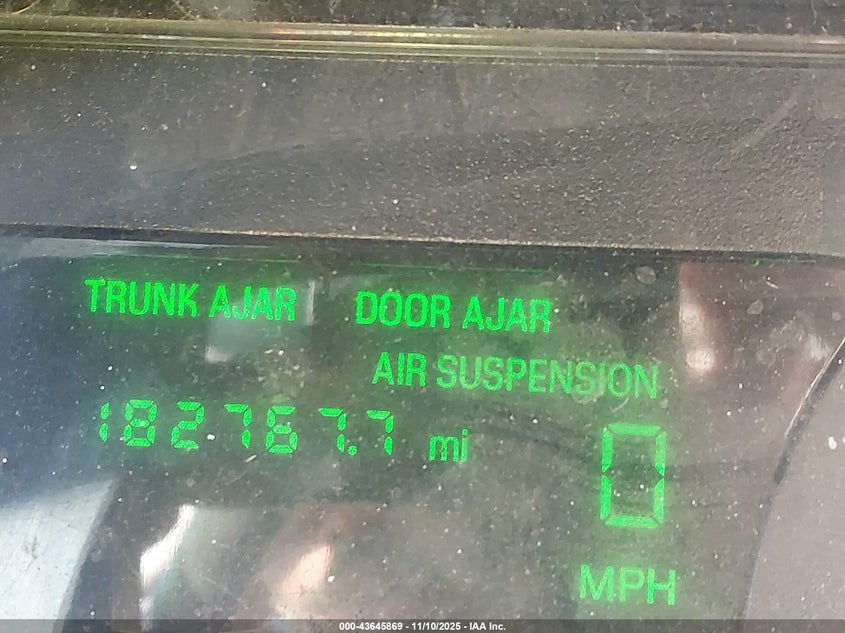 TRUNK AJAR DOOR AJAR
AIR SUSPENSION
182767.7 mi
0
MPH
000-43645869 - 11/10/2025 - IAA Inc.